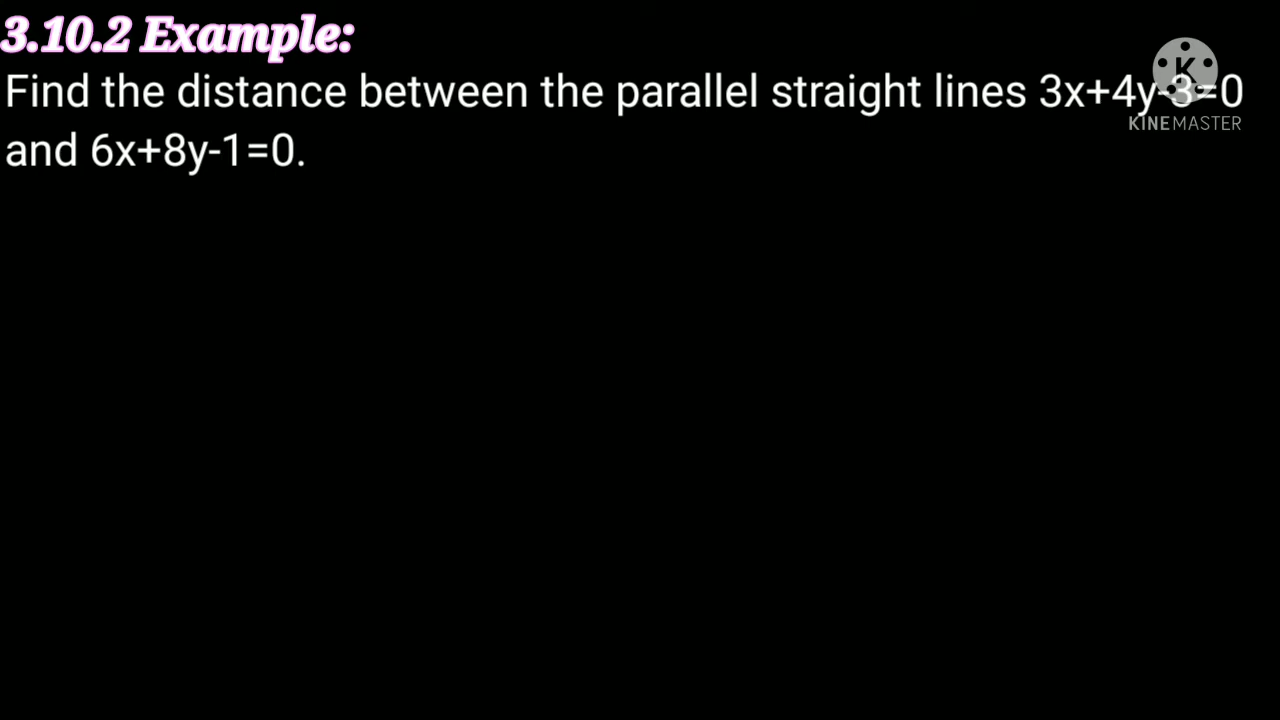 3.10.2 Example:
Find the distance between the parallel straight lines 3x+4y-3=0
and 6x+8y-1=0.
K
KINEMASTER